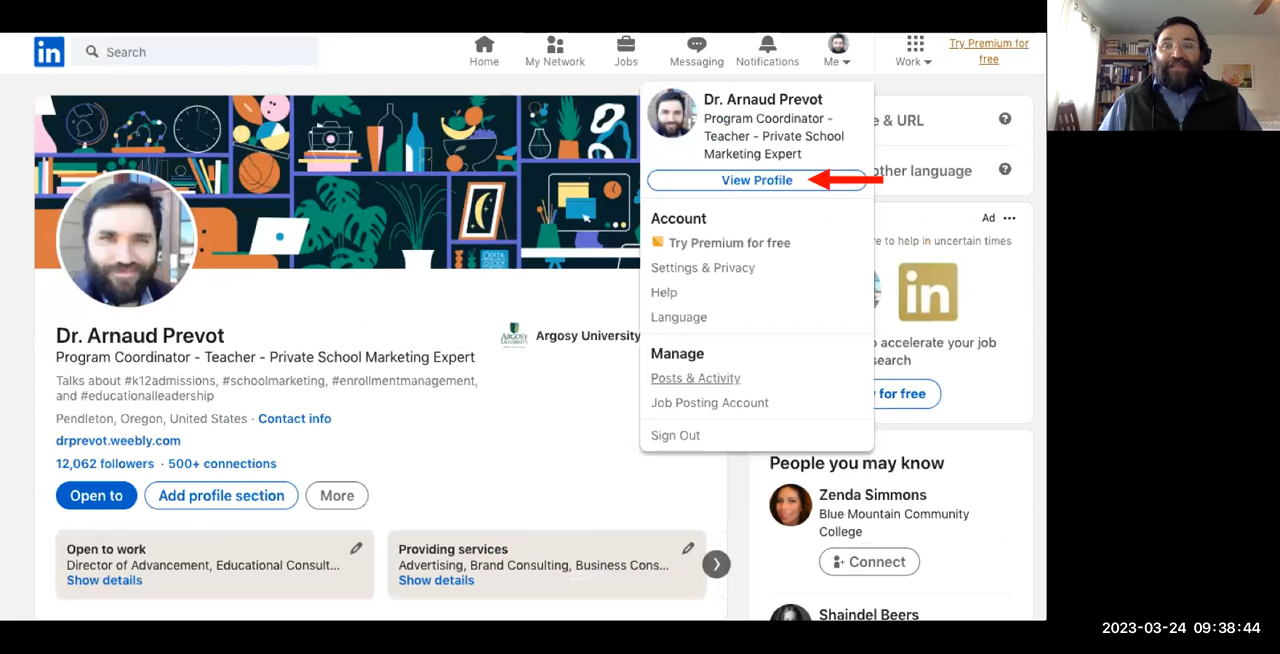 in
Search
Home
My Network
Jobs
Messaging
Notifications
Me
Work
Try Premium for
free
Dr. Arnaud Prevot
Program Coordinator -
Teacher - Private School
Marketing Expert
View Profile
Account
Try Premium for free
Settings & Privacy
Help
Language
Manage
Posts & Activity
Job Posting Account
Sign Out
e & URL
other language
Ad
re to help in uncertain times
in
accelerate your job
search
for free
Dr. Arnaud Prevot
Program Coordinator - Teacher - Private School Marketing Expert
Talks about #k12admissions, #schoolmarketing, #enrollmentmanagement,
and #educationalleadership
Pendleton, Oregon, United States · Contact info
drprevot.weebly.com
12,062 followers · 500+ connections
Open to
Add profile section
More
ARGOSY
UNIVERSITY
Argosy University
Open to work
Director of Advancement, Educational Consult...
Show details
Providing services
Advertising, Brand Consulting, Business Cons...
Show details
People you may know
Zenda Simmons
Blue Mountain Community
College
Connect
Shaindel Beers
2023-03-24 09:38:44